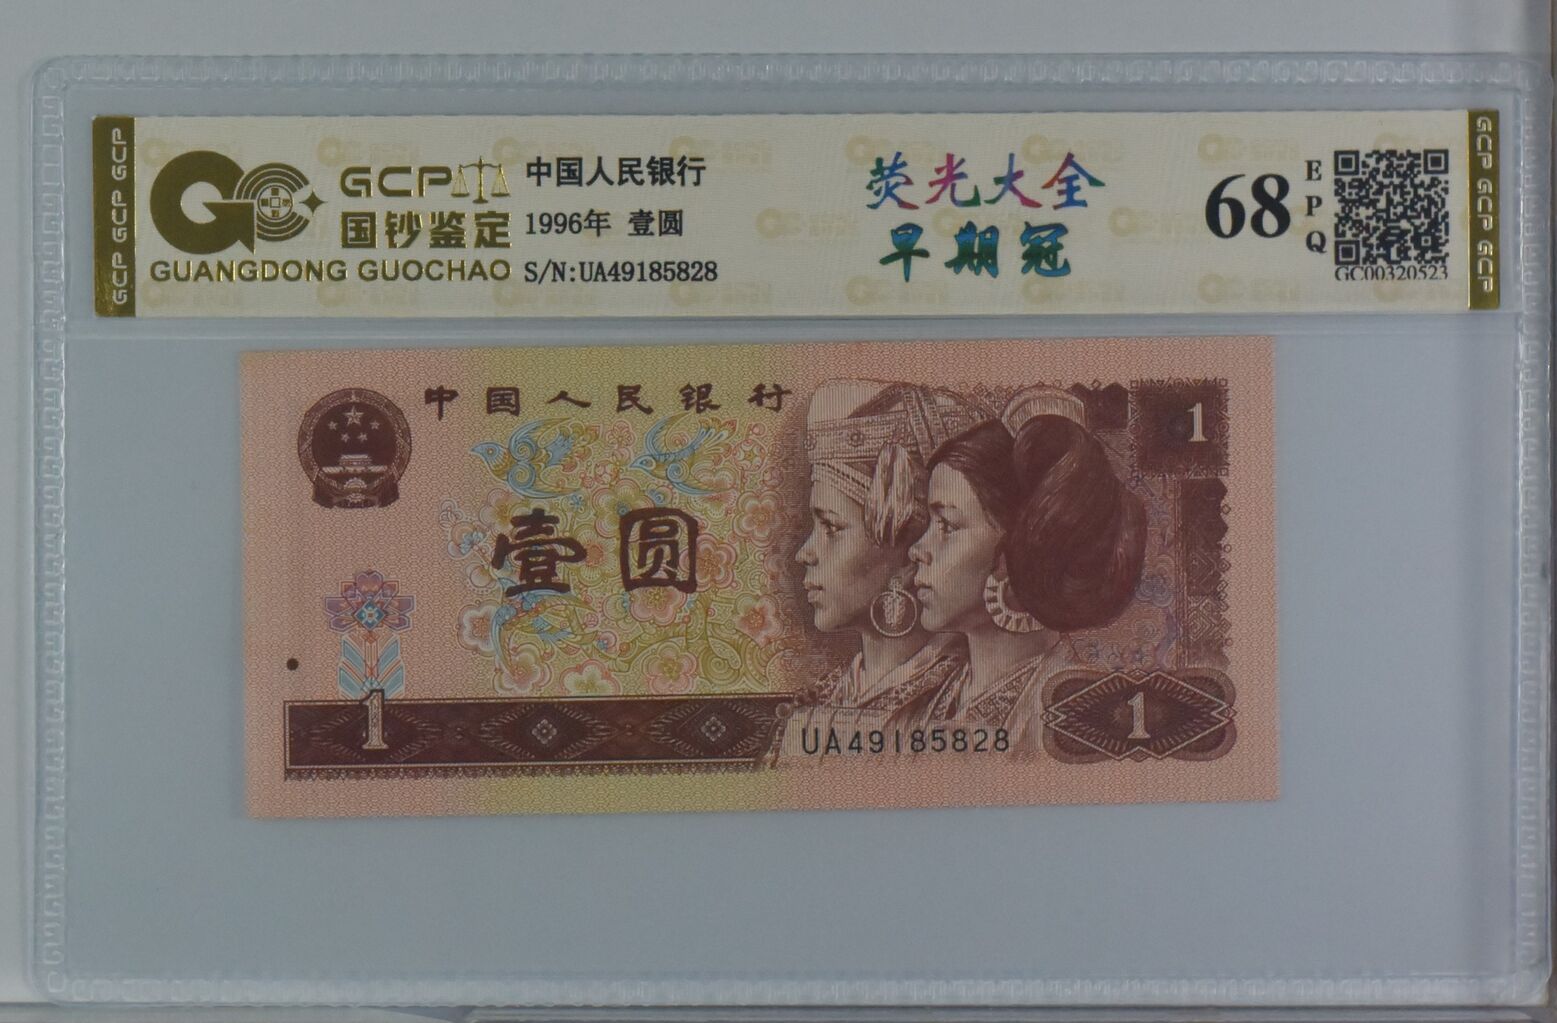 GCP GCP GCP
GCP
国钞鉴定
GUANGDONG GUOCHAO
中国人民银行
1996年 壹圆
S/N:UA49185828
荧光大全
早期冠
68
EPQ
GC00320523
GCP GCP GCP
中国人民银行
1
壹圆
1
UA49185828
1